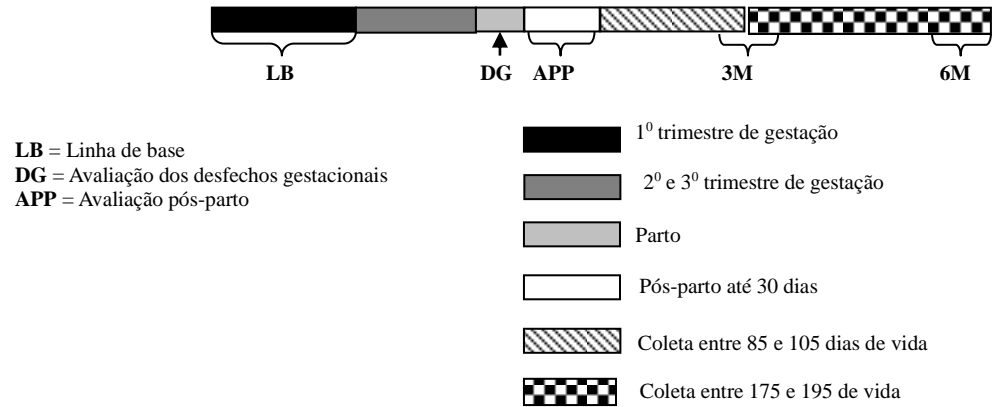 LB DG APP 3M 6M
LB = Linha de base
DG = Avaliação dos desfechos gestacionais
APP = Avaliação pós-parto
1⁰ trimestre de gestação
2⁰ e 3⁰ trimestre de gestação
Parto
Pós-parto até 30 dias
Coleta entre 85 e 105 dias de vida
Coleta entre 175 e 195 de vida